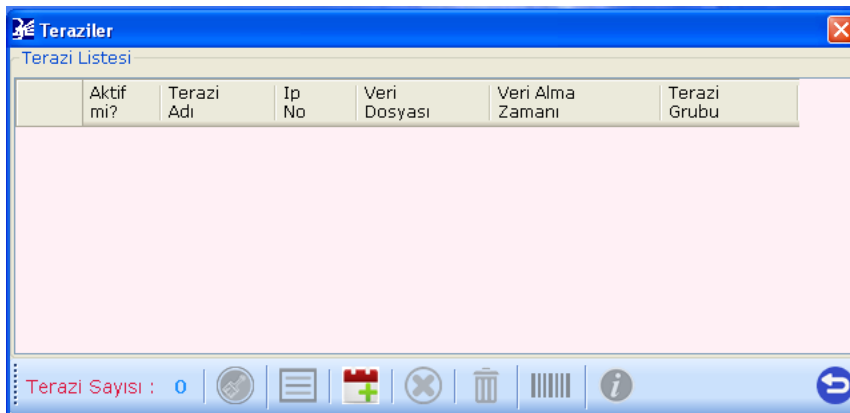 Teraziler
Terazi Listesi
Aktif mi? Terazi Adı Ip No Veri Dosyası Veri Alma Zamanı Terazi Grubu
Terazi Sayısı : 0